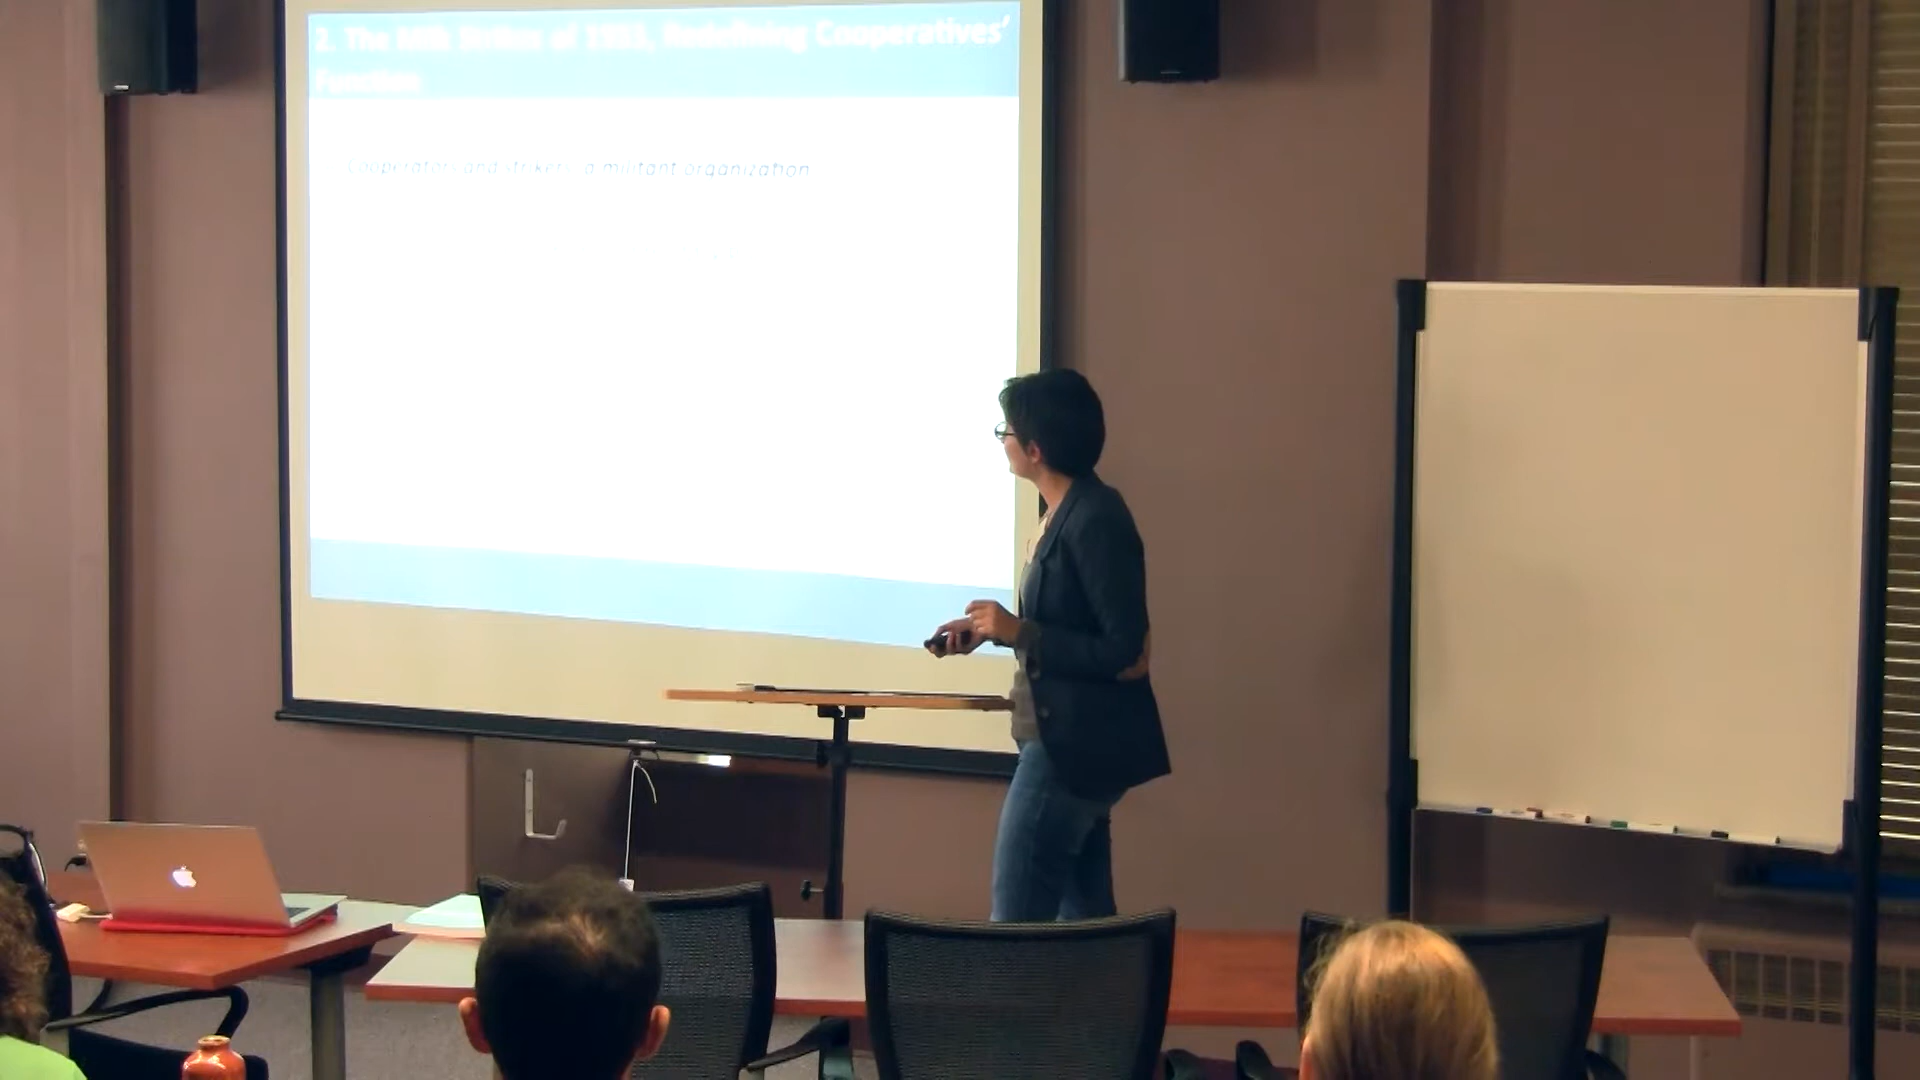 2. The Milk Strikes of 1933, Redefining Cooperatives'
Function
Cooperators and strikers: a militant organization